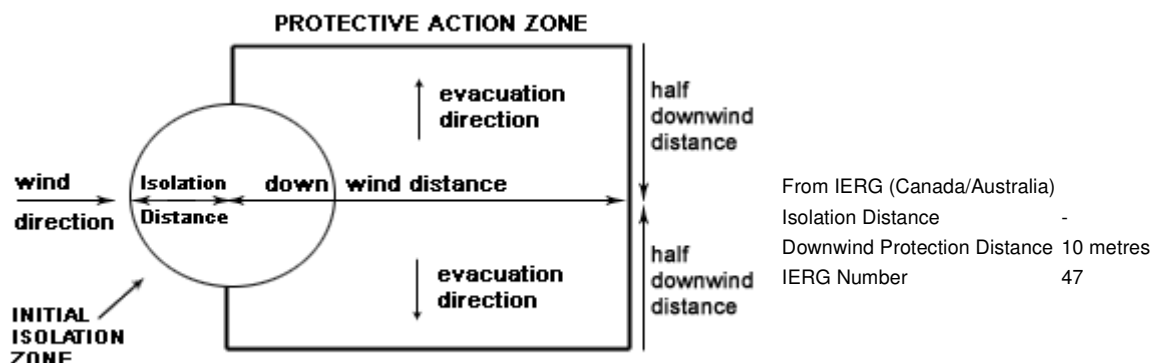 PROTECTIVE ACTION ZONE
evacuation
direction
half
downwind
distance
wind
direction
Isolation
Distance
down wind distance
evacuation
direction
half
downwind
distance
INITIAL
ISOLATION
ZONE
From IERG (Canada/Australia)
Isolation Distance -
Downwind Protection Distance 10 metres
IERG Number 47